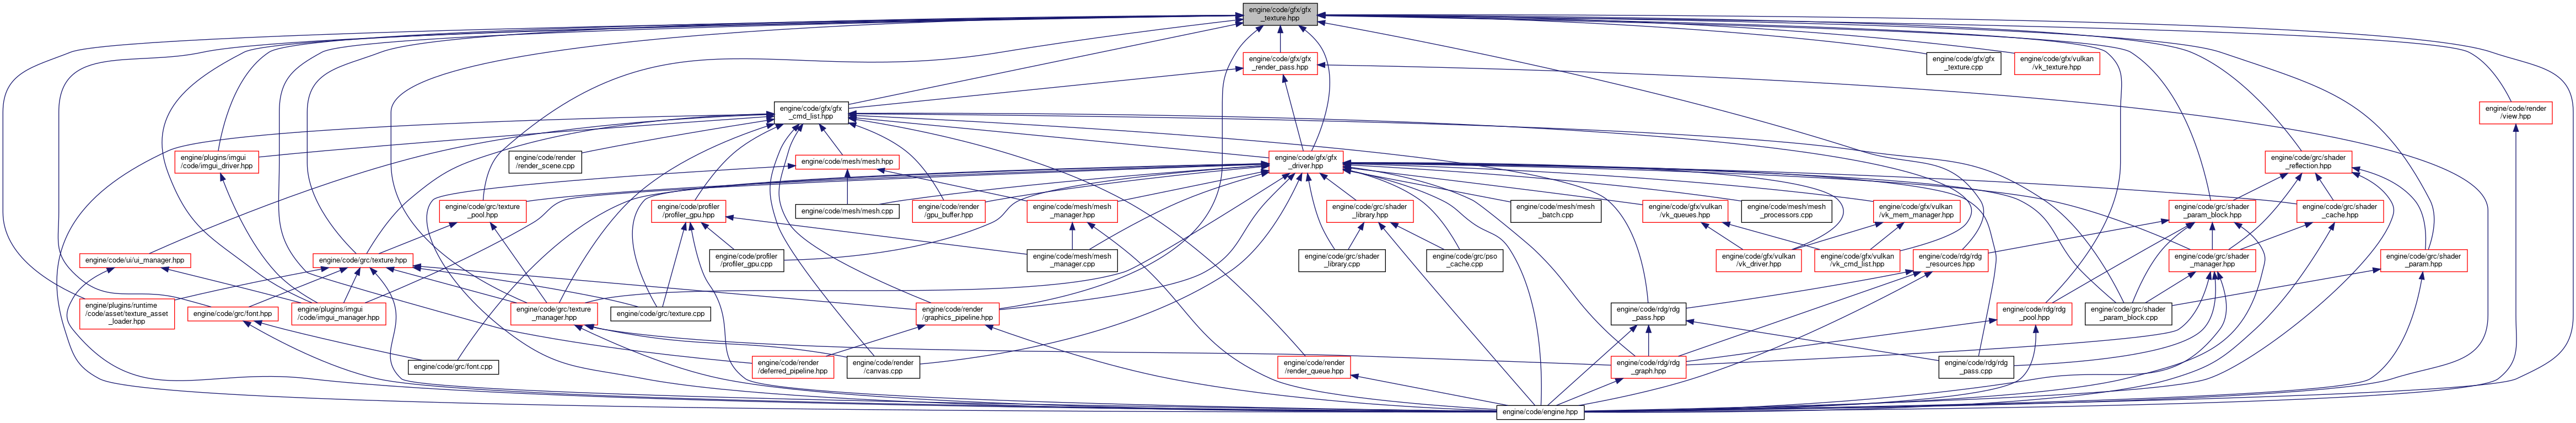 engine/code/gfx/gfx
_texture.hpp
engine/code/gfx/gfx
_render_pass.hpp
engine/code/gfx/gfx
_texture.cpp
engine/code/gfx/vulkan
/vk_texture.hpp
engine/code/gfx/gfx
_cmd_list.hpp
engine/code/render
/view.hpp
engine/plugins/imgui
/code/imgui_driver.hpp
engine/code/render
/render_scene.cpp
engine/code/mesh/mesh.hpp
engine/code/gfx/gfx
_driver.hpp
engine/code/grc/shader
_reflection.hpp
engine/code/grc/texture
_pool.hpp
engine/code/profiler
/profiler_gpu.hpp
engine/code/mesh/mesh.cpp
engine/code/render
/gpu_buffer.hpp
engine/code/mesh/mesh
_manager.hpp
engine/code/grc/shader
_library.hpp
engine/code/mesh/mesh
_batch.cpp
engine/code/gfx/vulkan
/vk_queues.hpp
engine/code/mesh/mesh
_processors.cpp
engine/code/gfx/vulkan
/vk_mem_manager.hpp
engine/code/grc/shader
_param_block.hpp
engine/code/grc/shader
_cache.hpp
engine/code/ui/ui_manager.hpp
engine/code/grc/texture.hpp
engine/code/profiler
/profiler_gpu.cpp
engine/code/mesh/mesh
_manager.cpp
engine/code/grc/shader
_library.cpp
engine/code/grc/pso
_cache.cpp
engine/code/gfx/vulkan
/vk_driver.hpp
engine/code/gfx/vulkan
/vk_cmd_list.hpp
engine/code/rdg/rdg
_resources.hpp
engine/code/grc/shader
_manager.hpp
engine/code/grc/shader
_param.hpp
engine/plugins/runtime
/code/asset/texture_asset
_loader.hpp
engine/code/grc/font.hpp
engine/plugins/imgui
/code/imgui_manager.hpp
engine/code/grc/texture
_manager.hpp
engine/code/grc/texture.cpp
engine/code/render
/graphics_pipeline.hpp
engine/code/rdg/rdg
_pass.hpp
engine/code/rdg/rdg
_pool.hpp
engine/code/grc/shader
_param_block.cpp
engine/code/grc/font.cpp
engine/code/render
/deferred_pipeline.hpp
engine/code/render
/canvas.cpp
engine/code/render
/render_queue.hpp
engine/code/rdg/rdg
_graph.hpp
engine/code/rdg/rdg
_pass.cpp
engine/code/engine.hpp